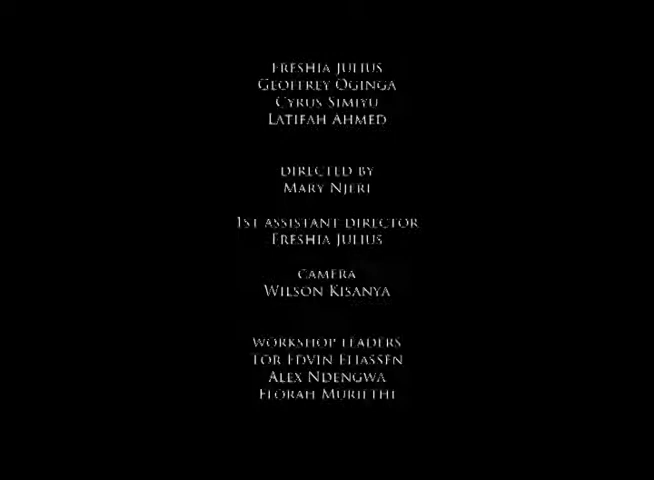 Freshia Julius
Geoffrey Oginga
Cyrus Simiyu
Latifah Ahmed
directed by
Mary Njeri
1st assistant director
Freshia Julius
camera
Wilson Kisanya
workshop leaders
Tor Edvin Eliassen
Alex Ndengwa
Florah Muriithi